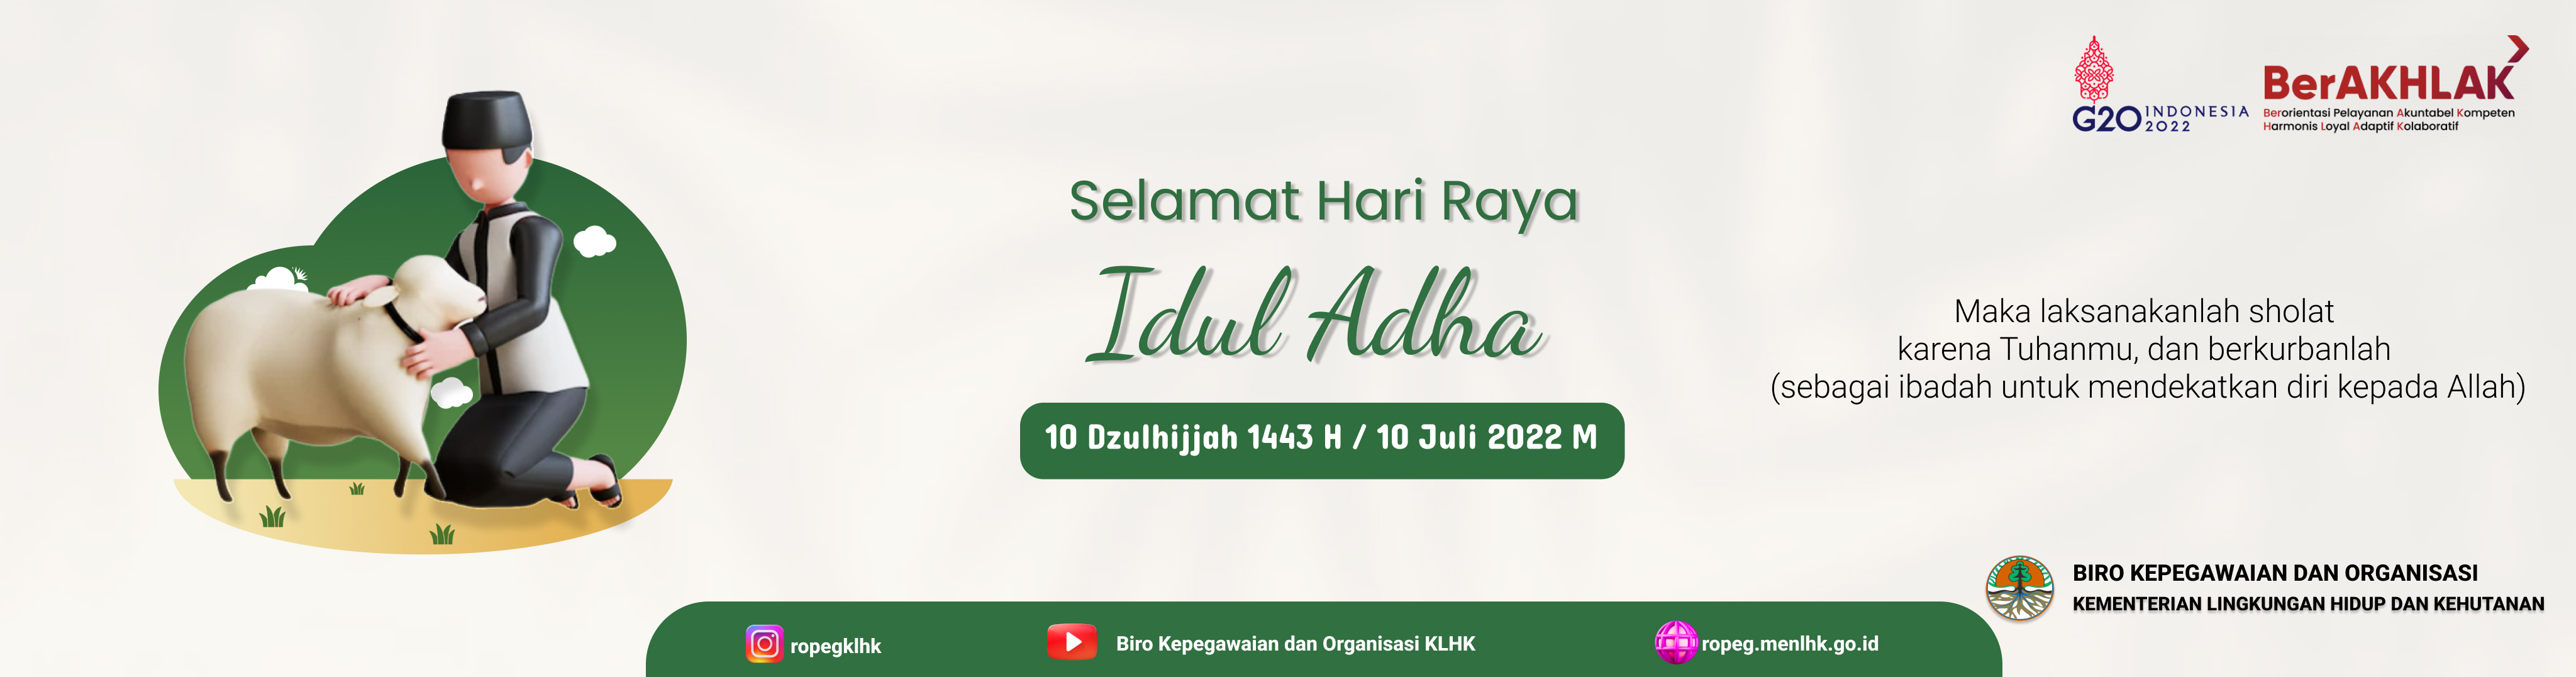 G20 INDONESIA
2022
BerAKHLAK
Berorientasi Pelayanan Akuntabel Kompeten
Harmonis Loyal Adaptif Kolaboratif
Selamat Hari Raya
Idul Adha
10 Dzulhijjah 1443 H / 10 Juli 2022 M
Maka laksanakanlah sholat
karena Tuhanmu, dan berkurbanlah
(sebagai ibadah untuk mendekatkan diri kepada Allah)
BIRO KEPEGAWAIAN DAN ORGANISASI
KEMENTERIAN LINGKUNGAN HIDUP DAN KEHUTANAN
ropegklhk
Biro Kepegawaian dan Organisasi KLHK
ropeg.menlhk.go.id